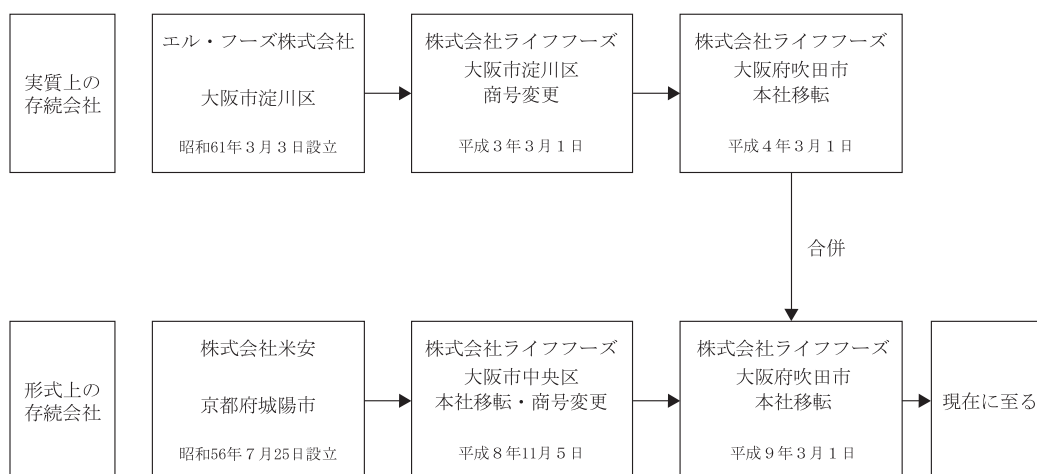 実質上の
存続会社
エル・フーズ株式会社
大阪市淀川区
昭和61年3月3日設立
株式会社ライフフーズ
大阪市淀川区
商号変更
平成3年3月1日
株式会社ライフフーズ
大阪府吹田市
本社移転
平成4年3月1日
合併
形式上の
存続会社
株式会社米安
京都府城陽市
昭和56年7月25日設立
株式会社ライフフーズ
大阪市中央区
本社移転・商号変更
平成8年11月5日
株式会社ライフフーズ
大阪府吹田市
本社移転
平成9年3月1日
現在に至る